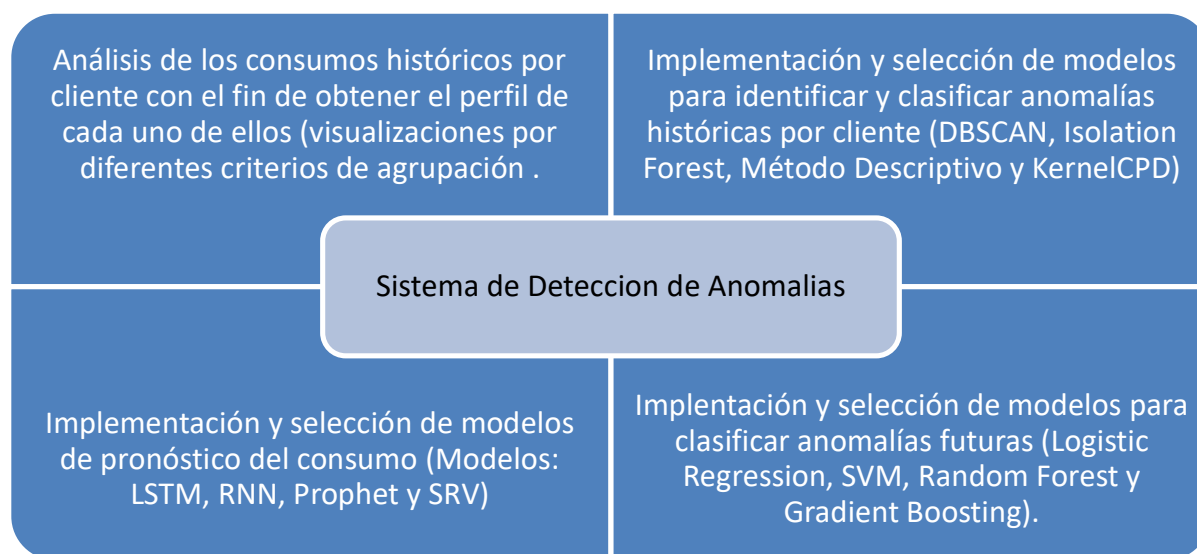 Análisis de los consumos históricos por
cliente con el fin de obtener el perfil de
cada uno de ellos (visualizaciones por
diferentes criterios de agrupación .
Implementación y selección de modelos
para identificar y clasificar anomalías
históricas por cliente (DBSCAN, Isolation
Forest, Método Descriptivo y KernelCPD)
Sistema de Deteccion de Anomalias
Implementación y selección de modelos
de pronóstico del consumo (Modelos:
LSTM, RNN, Prophet y SRV)
Implentación y selección de modelos para
clasificar anomalías futuras (Logistic
Regression, SVM, Random Forest y
Gradient Boosting).